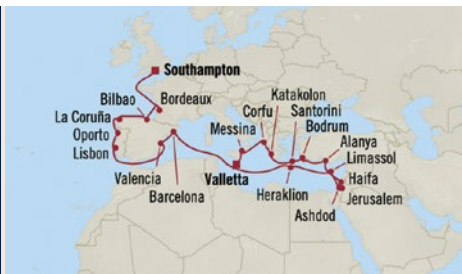 Southampton
Bilbao
Bordeaux
La Coruña
Oporto
Lisbon
Valencia
Barcelona
Messina
Valletta
Corfu
Katakolon
Santorini
Bodrum
Alanya
Limassol
Haifa
Jerusalem
Heraklion
Ashdod